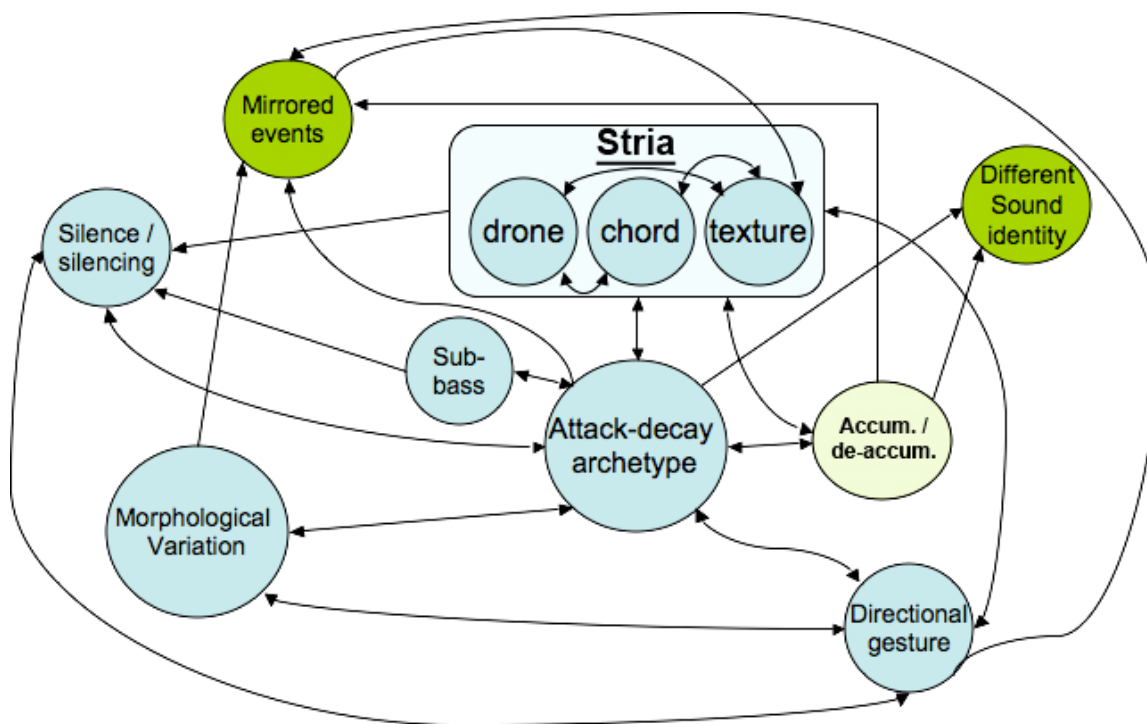 Mirrored
events
Stria
drone
chord
texture
Different
Sound
identity
Silence /
silencing
Sub-
bass
Attack-decay
archetype
Accum. /
de-accum.
Morphological
Variation
Directional
gesture